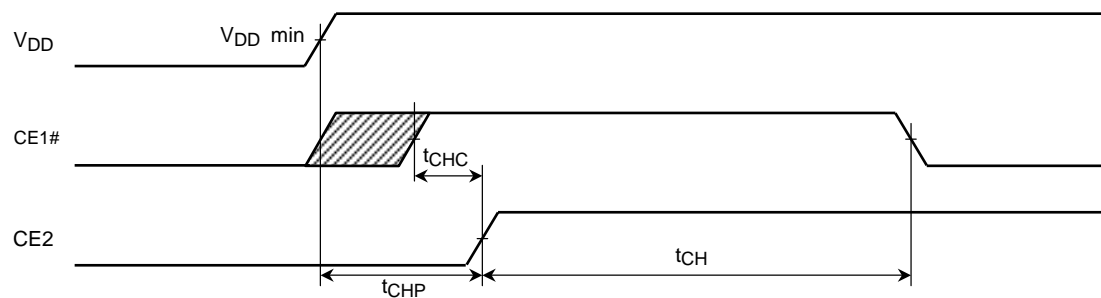 VDD
VDD min
CE1#
tCHC
CE2
tCH
tCHP